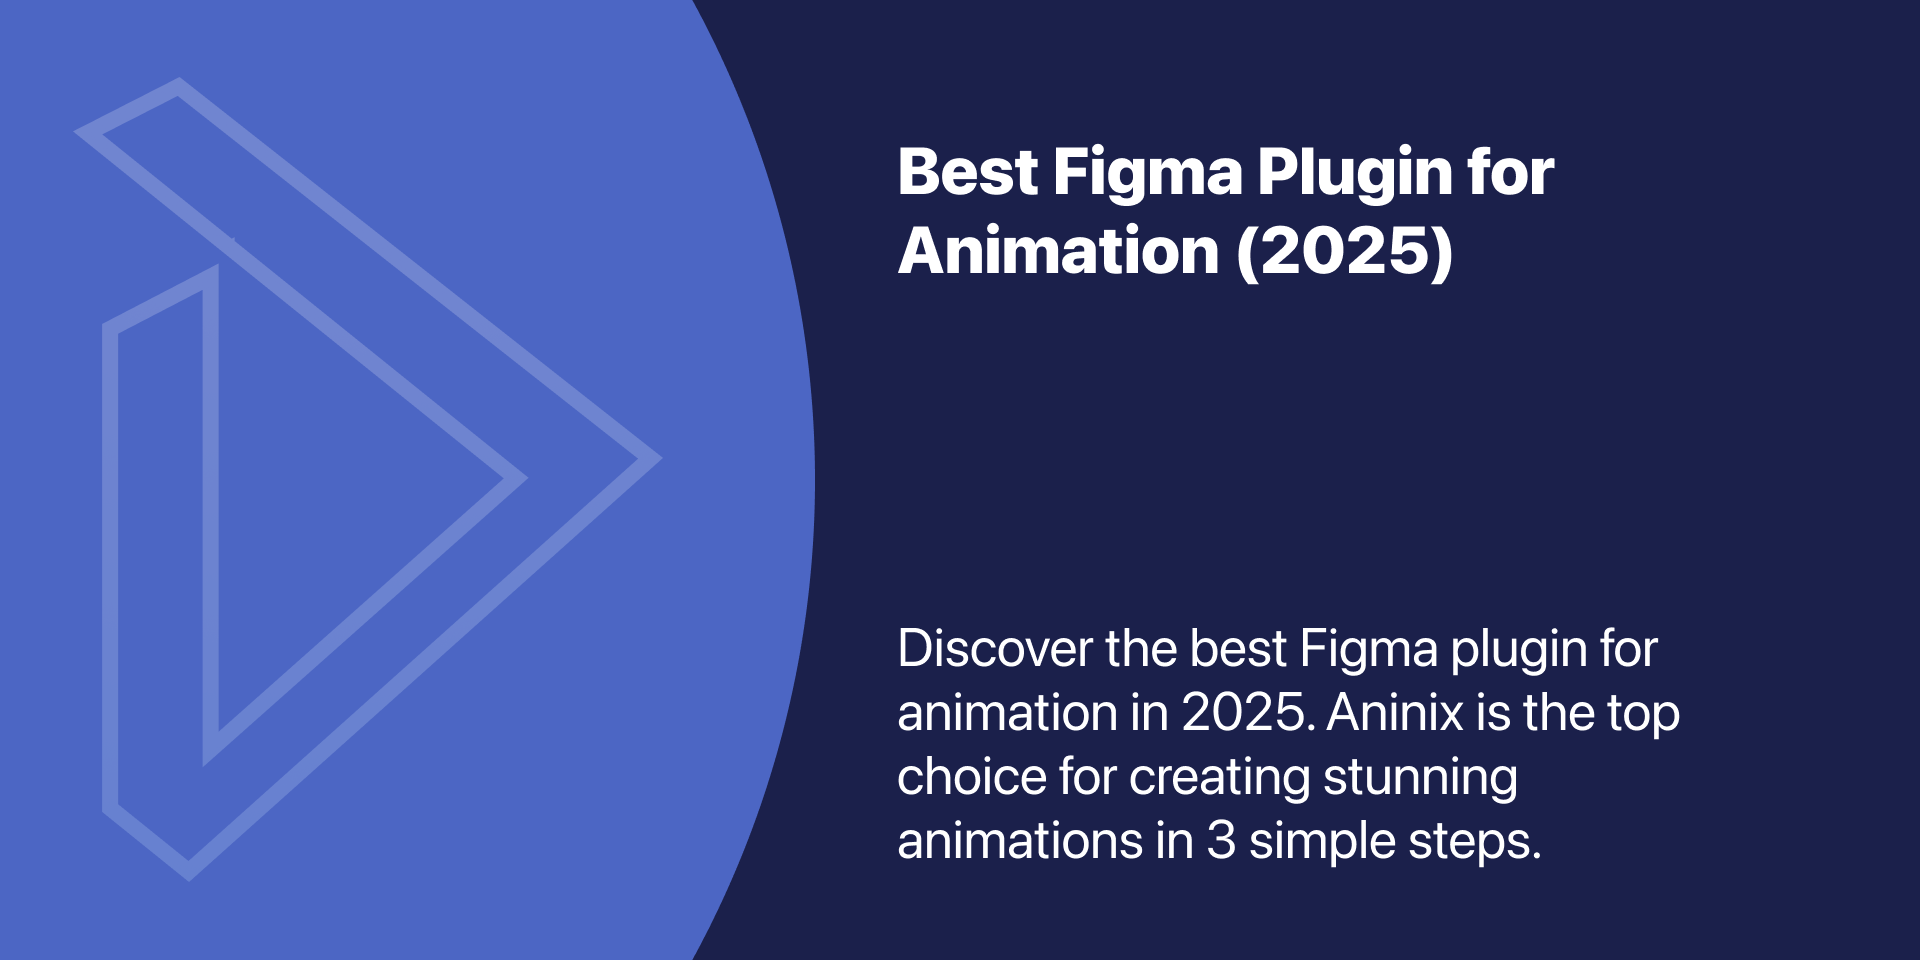 Best Figma Plugin for
Animation (2025)
Discover the best Figma plugin for
animation in 2025. Aninix is the top
choice for creating stunning
animations in 3 simple steps.